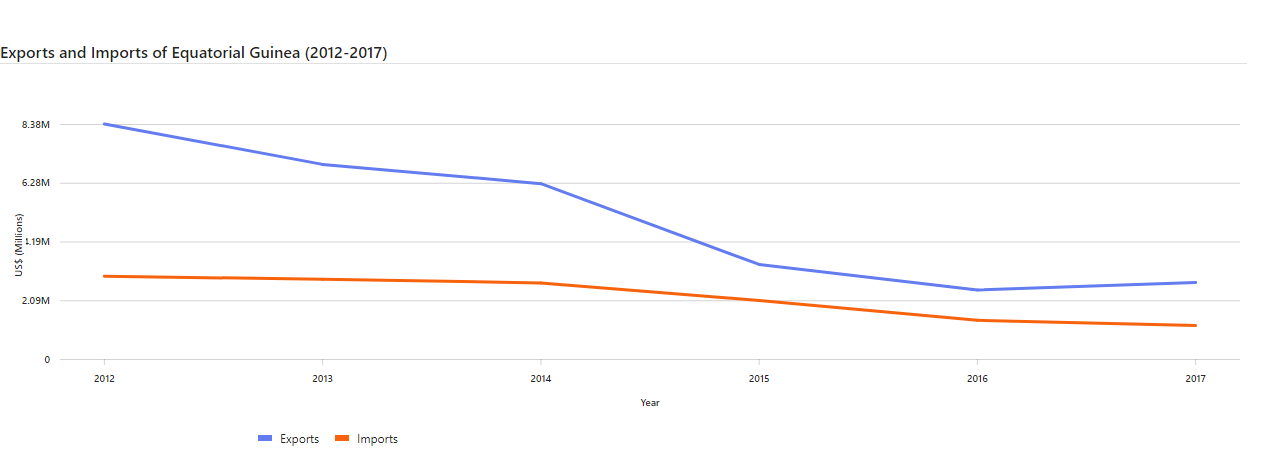 Exports and Imports of Equatorial Guinea (2012-2017)
8.38M
6.28M
4.19M
2.09M
0
US$ (Millions)
2012 2013 2014 2015 2016 2017
Year
Exports Imports